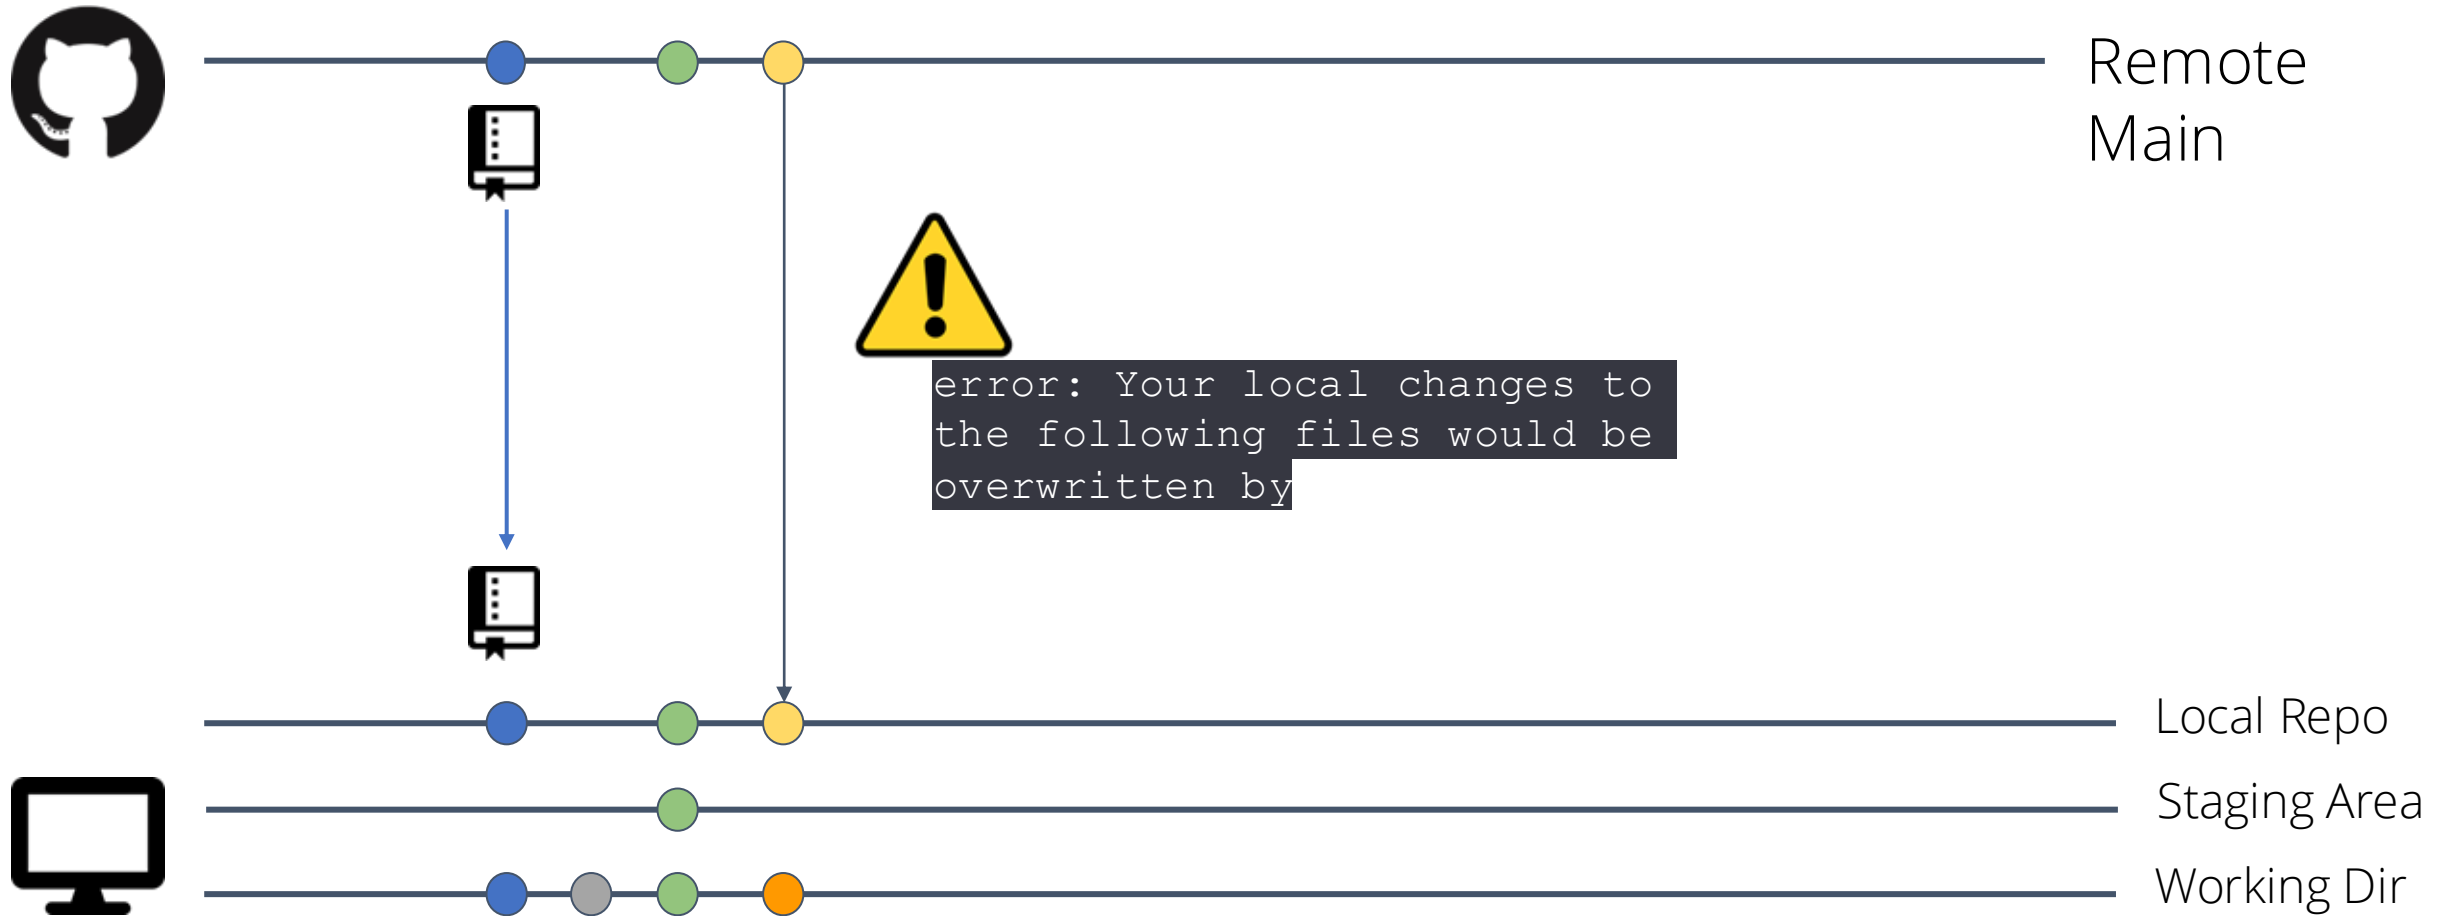 Remote
Main
error: Your local changes to
the following files would be
overwritten by
Local Repo
Staging Area
Working Dir